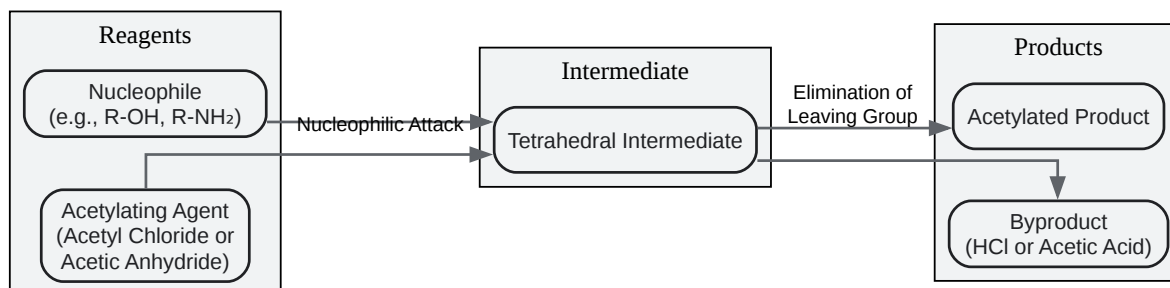 Reagents
Nucleophile
(e.g., R-OH, R-NH₂)
Acetylating Agent
(Acetyl Chloride or
Acetic Anhydride)
Nucleophilic Attack
Intermediate
Tetrahedral Intermediate
Elimination of
Leaving Group
Products
Acetylated Product
Byproduct
(HCl or Acetic Acid)